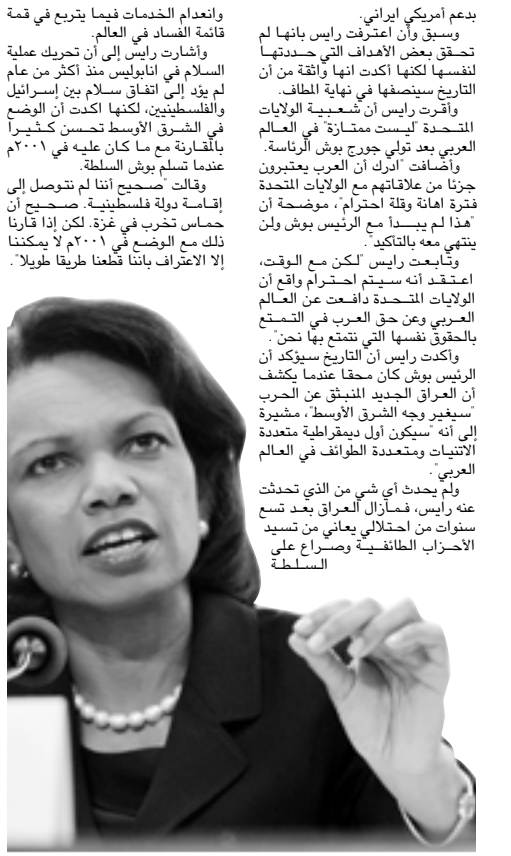 بدعم أمريكي ايراني.
وسبق وأن اعترفت رايس بانها لم
تحقق بعض الأهداف التي حددتها
لنفسها لكنها أكدت انها واثقة من أن
التاريخ سينصفها في نهاية المطاف.
وأقرت رايس أن شعبية الولايات
المتحدة "ليست ممتازة" في العالم
العربي بعد تولي جورج بوش الرئاسة.
وأضافت "ادرك أن العرب يعتبرون
جزئا من علاقاتهم مع الولايات المتحدة
فترة اهانة وقلة احترام"، موضحة أن
"هذا لم يبدأ مع الرئيس بوش ولن
ينتهي معه بالتأكيد".
وتابعت رايس "لكن مع الوقت،
اعتقد أنه سيتم احترام واقع أن
الولايات المتحدة دافعت عن العالم
العربي وعن حق العرب في التمتع
بالحقوق نفسها التي نتمتع بها نحن".
وأكدت رايس أن التاريخ سيؤكد أن
الرئيس بوش كان محقا عندما يكشف
أن العراق الجديد المنبثق عن الحرب
"سيغير وجه الشرق الأوسط"، مشيرة
إلى أنه "سيكون أول ديمقراطية متعددة
الاتنيات ومتعددة الطوائف في العالم
العربي".
ولم يحدث أي شي من الذي تحدثت
عنه رايس، فمازال العراق بعد تسع
سنوات من احتلالي يعاني من تسيد
الأحزاب الطائفية وصراع على
السلطة
وانعدام الخدمات فيما يتربع في قمة
قائمة الفساد في العالم.
وأشارت رايس إلى أن تحريك عملية
السلام في انابوليس منذ أكثر من عام
لم يؤد إلى اتفاق سلام بين إسرائيل
والفلسطينيين، لكنها اكدت أن الوضع
في الشرق الأوسط تحسن كثيرا
بالمقارنة مع ما كان عليه في ٢٠٠١م
عندما تسلم بوش السلطة.
وقالت "صحيح أننا لم نتوصل إلى
إقامة دولة فلسطينية. صحيح أن
حماس تخرب في غزة. لكن إذا قارنا
ذلك مع الوضع في ٢٠٠١م لا يمكننا
إلا الاعتراف باننا قطعنا طريقا طويلا".